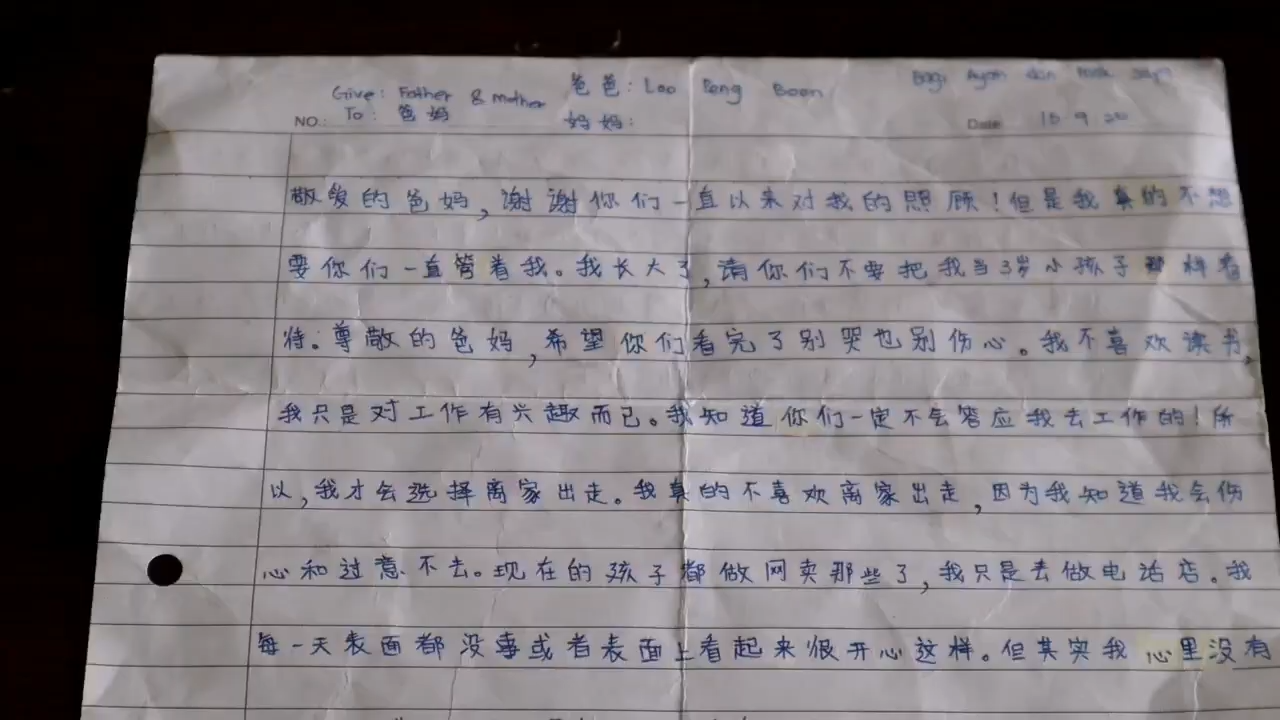 Give: Father & mother 爸爸: Loo Peng Boon
NO.: To: 爸妈 妈妈: Date
敬爱的爸妈,谢谢你们一直以来对我的照顾!但是我真的不想
要你们一直管着我。我长大了,请你们不要把我当3岁小孩子那样看
待。尊敬的爸妈,希望你们看完了别哭也别伤心。我不喜欢读书,
我只是对工作有兴趣而已。我知道你们一定不会答应我去工作的!所
以,我才会选择离家出走。我真的不喜欢离家出走,因为我知道我会伤
心和过意不去。现在的孩子都做网卖那些了,我只是去做电话店。我
每一天表面都没事或者表面上看起来很开心这样。但其实我心里没有